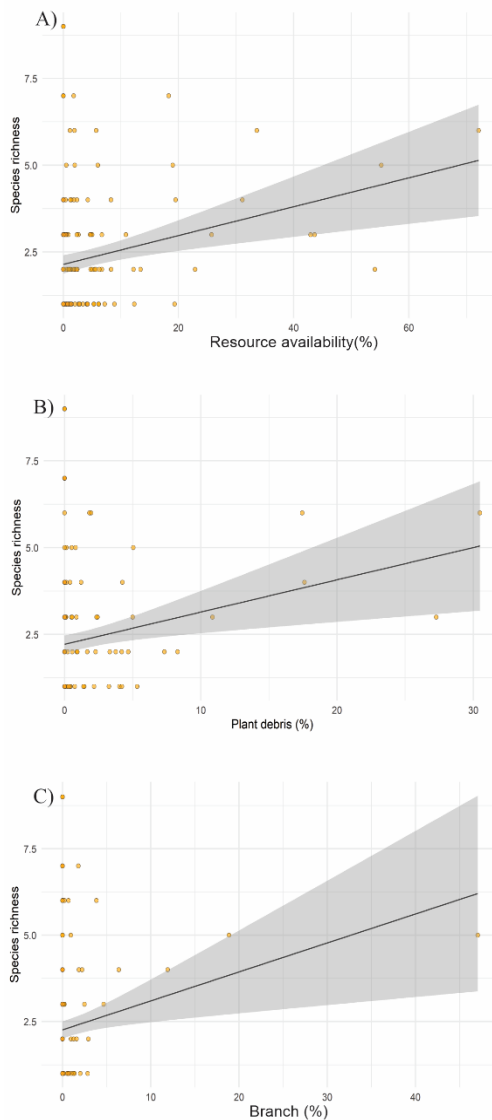 A)
Species richness
7.5
5.0
2.5
0
20
40
60
Resource availability(%)
B)
Species richness
7.5
5.0
2.5
0
10
20
30
Plant debris (%)
C)
Species richness
7.5
5.0
2.5
0
10
20
30
40
Branch (%)